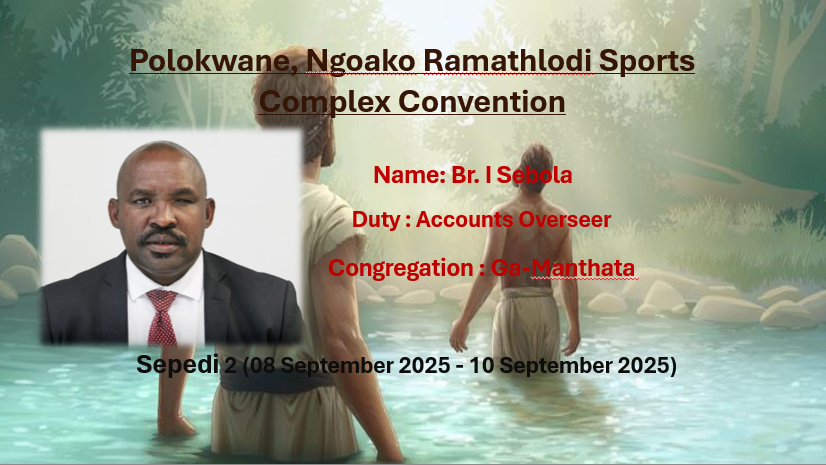 Polokwane, Ngoako Ramathlodi Sports
Complex Convention
Name: Br. I Sebola
Duty : Accounts Overseer
Congregation : Ga-Manthata
Sepedi 2 (08 September 2025 - 10 September 2025)